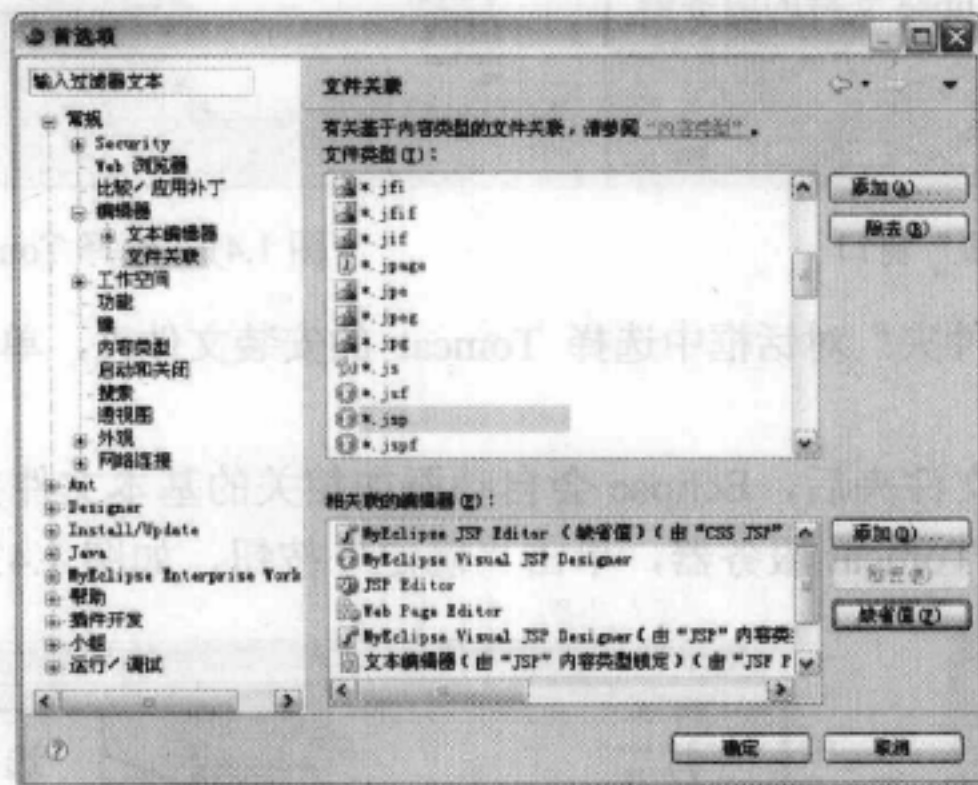 首选项
输入过滤器文本
常规
Security
Web 浏览器
比较／应用补丁
编辑器
文本编辑器
文件关联
工作空间
功能
键
内容类型
启动和关闭
搜索
透视图
外观
网络连接
Ant
Designer
Install/Update
Java
MyEclipse Enterprise Work
帮助
插件开发
小组
运行／调试
文件关联
有关基于内容类型的文件关联，请参阅 “内容类型”。
文件类型(T)：
*.jfi
*.jfif
*.jif
*.jpage
*.jpe
*.jpeg
*.jpg
*.js
*.jsf
*.jsp
*.jspf
添加(A)...
除去(R)
相关联的编辑器(E)：
MyEclipse JSP Editor（缺省值）（由 “CSS JSP”
MyEclipse Visual JSP Designer
JSP Editor
Web Page Editor
MyEclipse Visual JSP Designer（由 “JSP” 内容类
文本编辑器（由 “JSP” 内容类型锁定）（由 “JSP P
添加(D)...
除去
缺省值(F)
确定
取消